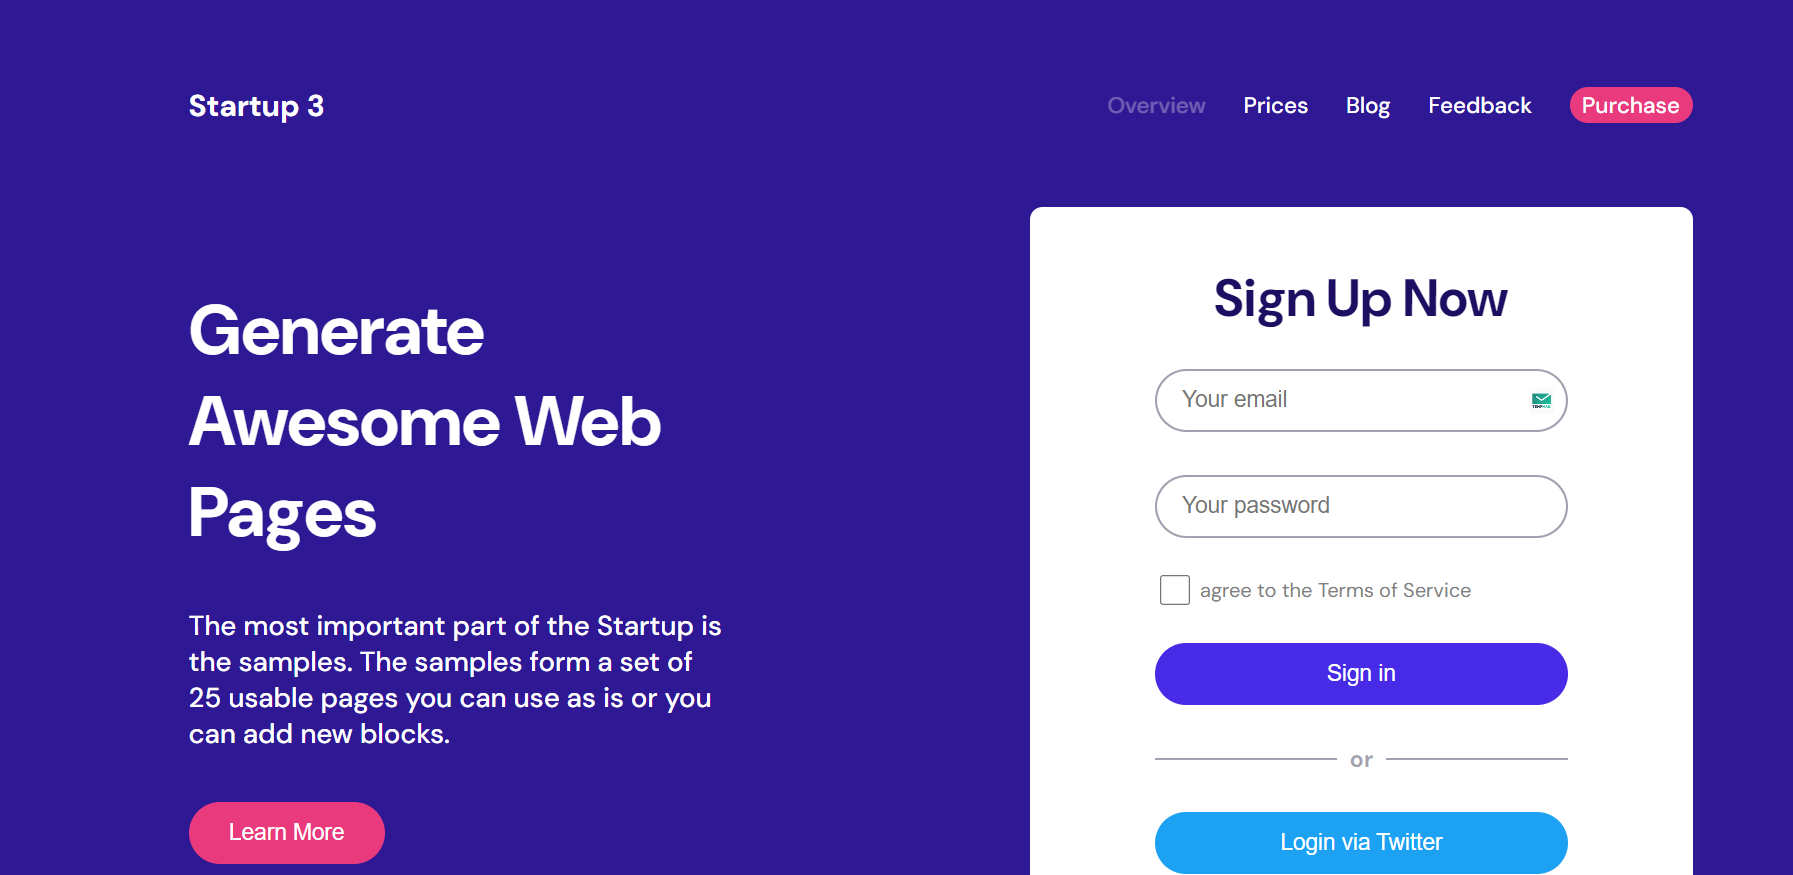 Startup 3
Overview
Prices
Blog
Feedback
Purchase
Generate
Awesome Web
Pages
The most important part of the Startup is
the samples. The samples form a set of
25 usable pages you can use as is or you
can add new blocks.
Learn More
Sign Up Now
Your email
Your password
agree to the Terms of Service
Sign in
or
Login via Twitter